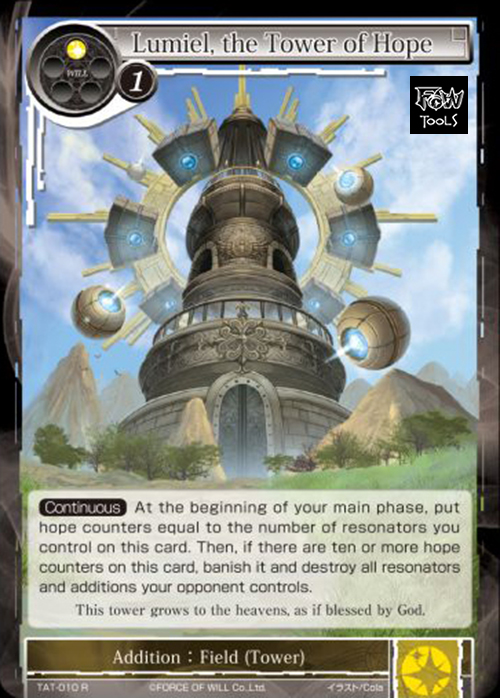 Lumiel, the Tower of Hope
WILL
1
FOW
TOOLS
Continuous At the beginning of your main phase, put
hope counters equal to the number of resonators you
control on this card. Then, if there are ten or more hope
counters on this card, banish it and destroy all resonators
and additions your opponent controls.
This tower grows to the heavens, as if blessed by God.
Addition : Field (Tower)
TAT-010 R ©FORCE OF WILL Co.,Ltd. イラスト/Cola